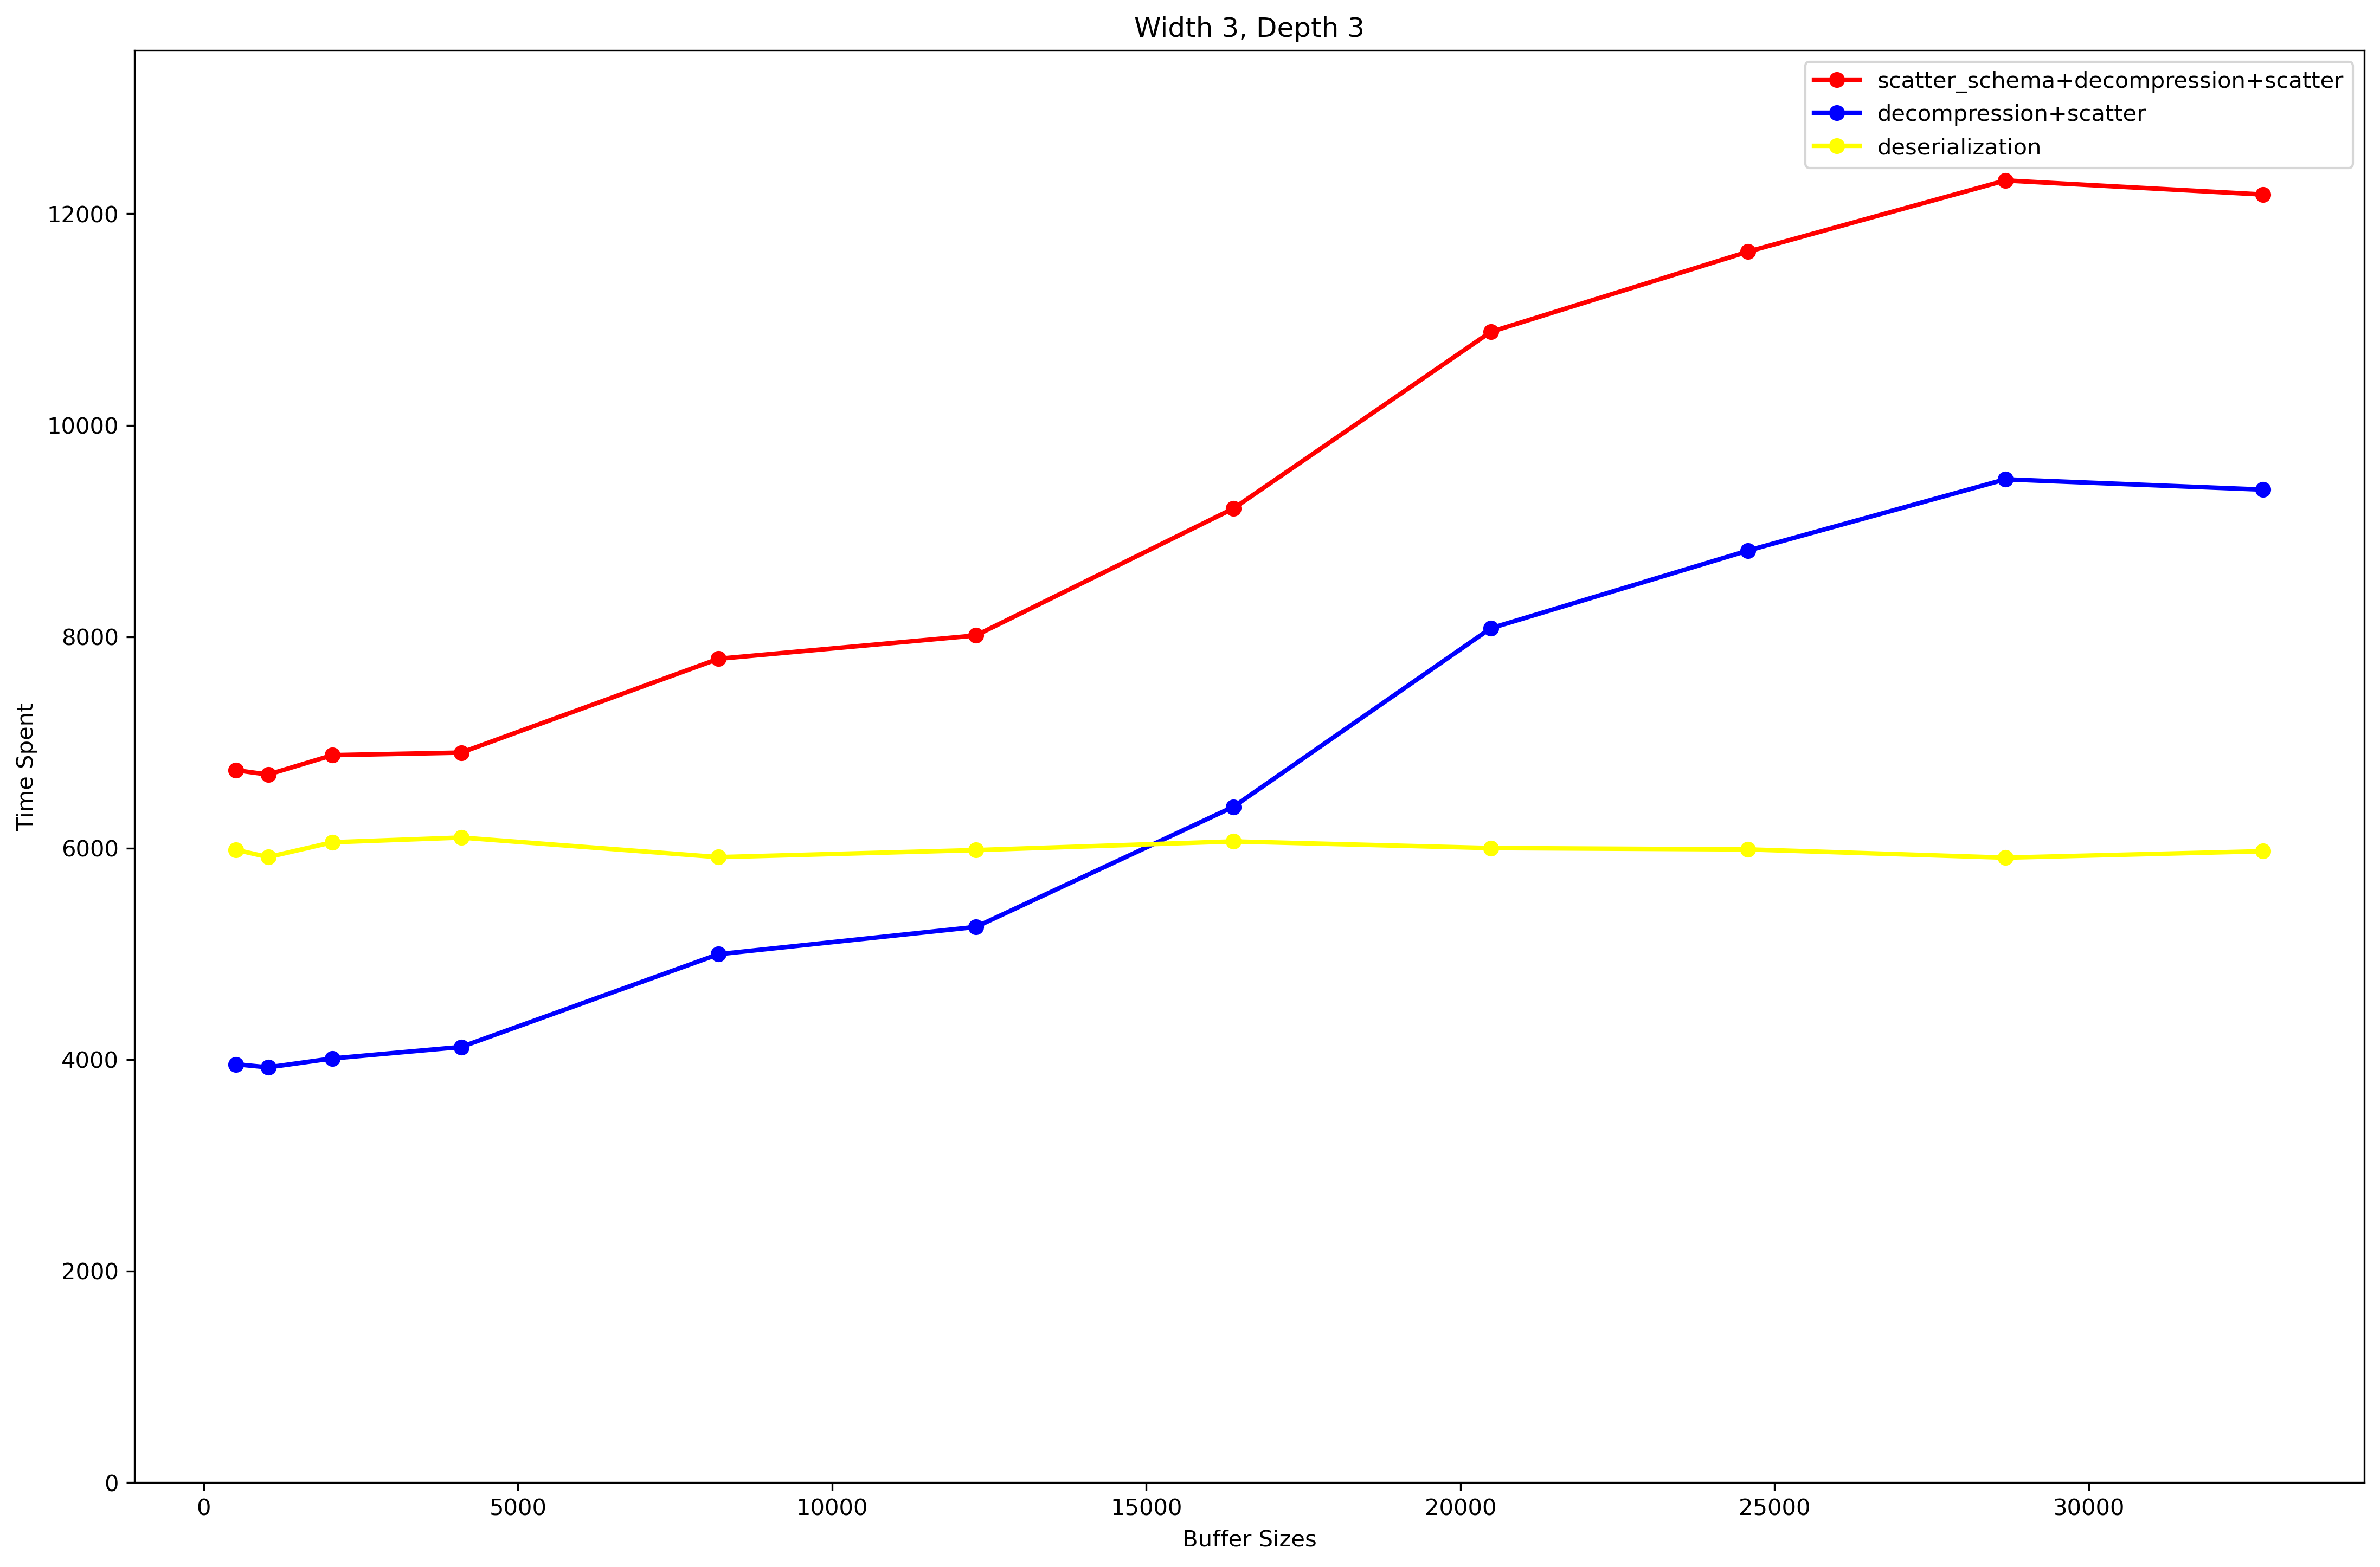 Width 3, Depth 3
scatter_schema+decompression+scatter
decompression+scatter
deserialization
12000
10000
8000
6000
4000
2000
0
Time Spent
0 5000 10000 15000 20000 25000 30000
Buffer Sizes